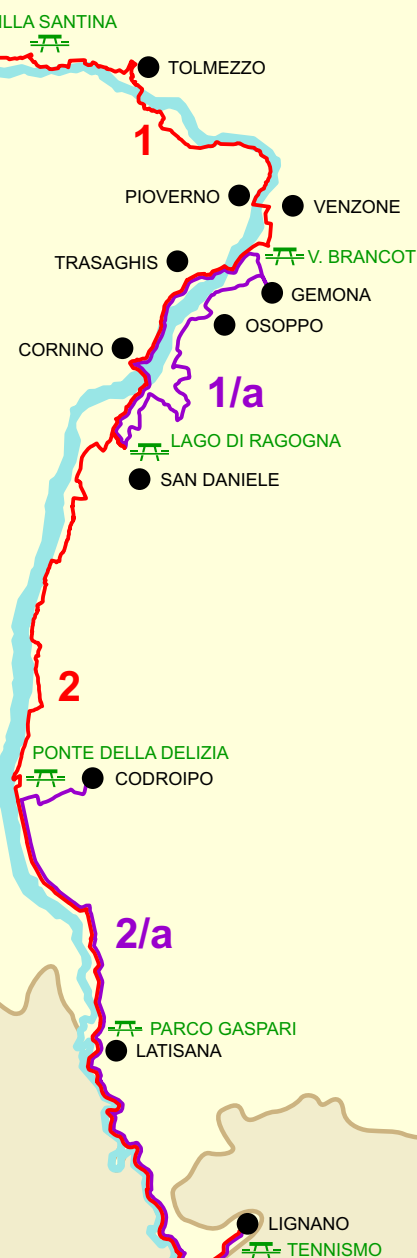 ILLA SANTINA
TOLMEZZO
1
PIOVERNO
VENZONE
V. BRANCOT
TRASAGHIS
GEMONA
OSOPPO
CORNINO
1/a
LAGO DI RAGOGNA
SAN DANIELE
2
PONTE DELLA DELIZIA
CODROIPO
2/a
PARCO GASPARI
LATISANA
LIGNANO
TENNISMO